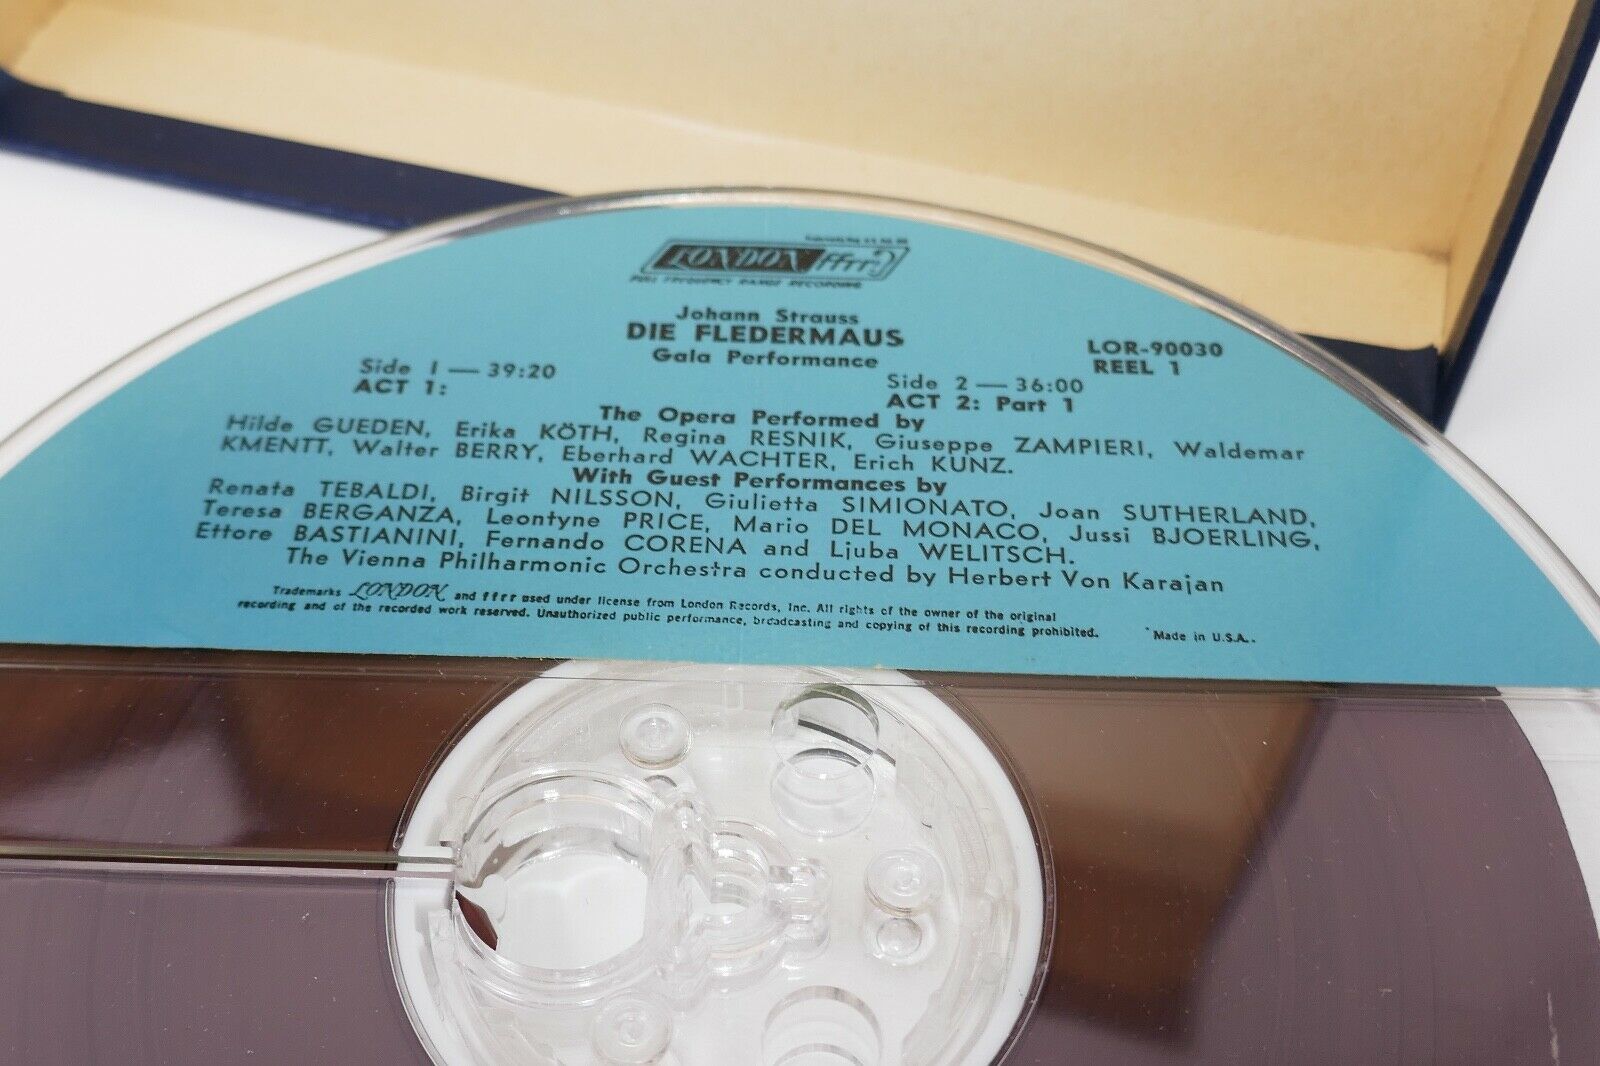 Trademarks Reg. U.S. Pat. Off.
LONDON ffrr
FULL FREQUENCY RANGE RECORDING
Johann Strauss
DIE FLEDERMAUS
Gala Performance
LOR-90030
REEL 1
Side 1 — 39:20
ACT 1:
Side 2 — 36:00
ACT 2: Part 1
The Opera Performed by
Hilde GUEDEN, Erika KÖTH, Regina RESNIK, Giuseppe ZAMPIERI, Waldemar
KMENTT, Walter BERRY, Eberhard WACHTER, Erich KUNZ.
With Guest Performances by
Renata TEBALDI, Birgit NILSSON, Giulietta SIMIONATO, Joan SUTHERLAND,
Teresa BERGANZA, Leontyne PRICE, Mario DEL MONACO, Jussi BJOERLING,
Ettore BASTIANINI, Fernando CORENA and Ljuba WELITSCH.
The Vienna Philharmonic Orchestra conducted by Herbert Von Karajan
Trademarks LONDON and ffrr used under license from London Records, Inc. All rights of the owner of the original
recording and of the recorded work reserved. Unauthorized public performance, broadcasting and copying of this recording prohibited.
Made in U.S.A.